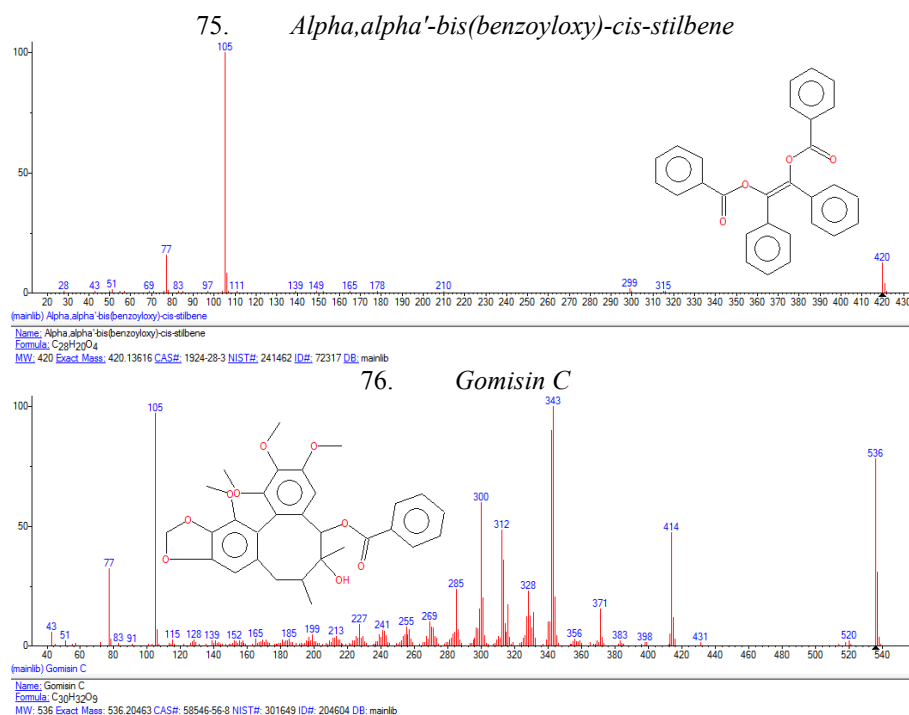 75. Alpha,alpha'-bis(benzoyloxy)-cis-stilbene
100
50
0
105
77
28 43 51 69 83 97 111 139 149 165 178 210 299 315 420
O
O
O
O
20 30 40 50 60 70 80 90 100 110 120 130 140 150 160 170 180 190 200 210 220 230 240 250 260 270 280 290 300 310 320 330 340 350 360 370 380 390 400 410 420 430
(mainlib) Alpha,alpha'-bis(benzoyloxy)-cis-stilbene
Name: Alpha,alpha'-bis(benzoyloxy)-cis-stilbene
Formula: C28H20O4
MW: 420 Exact Mass: 420.13616 CAS#: 1924-28-3 NIST#: 241462 ID#: 72317 DB: mainlib
76. Gomisin C
100
50
0
105 343 536
O O
O O
O O
O O
OH
300 312 414
77 285 328 371
43 51 83 91 115 128 139 152 165 185 199 213 227 241 255 269 356 383 398 431 520
40 60 80 100 120 140 160 180 200 220 240 260 280 300 320 340 360 380 400 420 440 460 480 500 520 540
(mainlib) Gomisin C
Name: Gomisin C
Formula: C30H32O9
MW: 536 Exact Mass: 536.20463 CAS#: 58546-56-8 NIST#: 301649 ID#: 204604 DB: mainlib